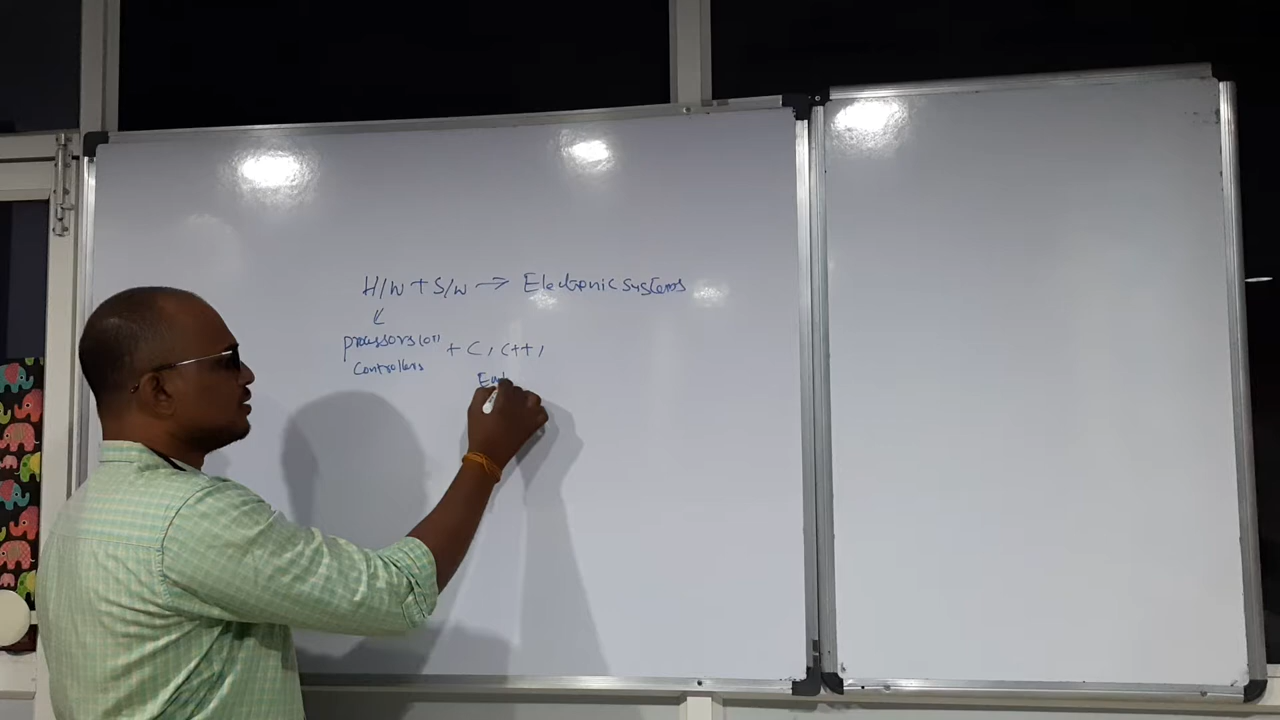 H/W + S/W → Electronic systems
processors (or)
Controllers
+ C, C++,